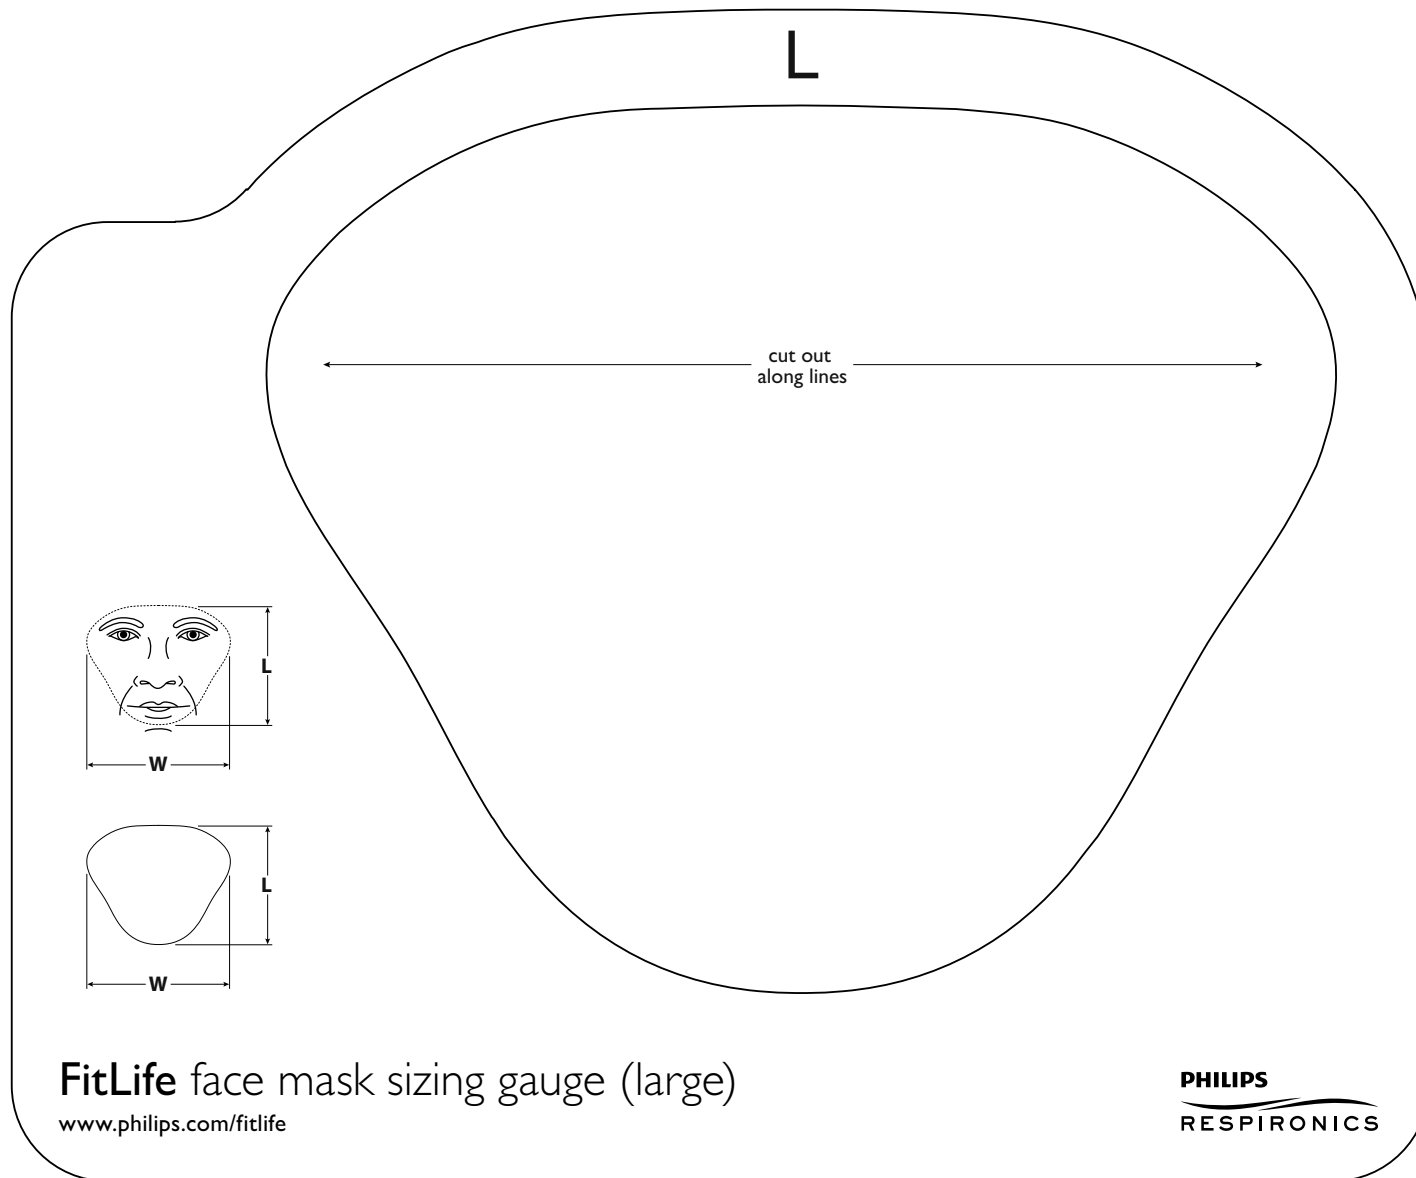 L
cut out
along lines
L
W
L
W
FitLife face mask sizing gauge (large)
www.philips.com/fitlife
PHILIPS
RESPIRONICS